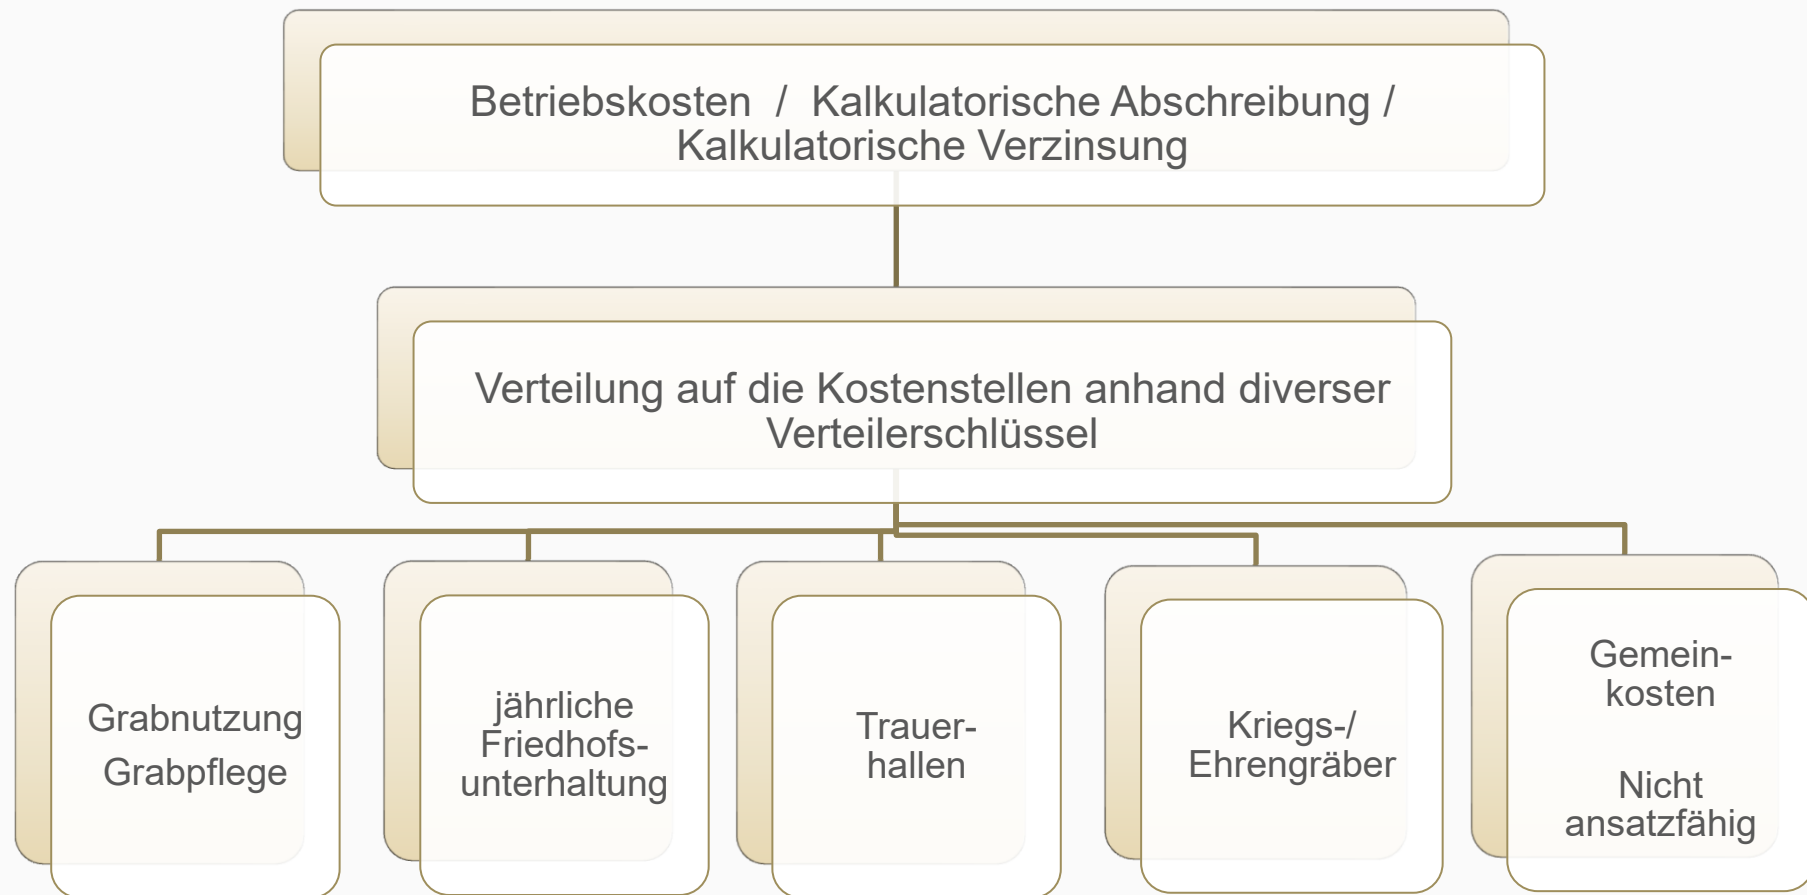 Betriebskosten / Kalkulatorische Abschreibung /
Kalkulatorische Verzinsung
Verteilung auf die Kostenstellen anhand diverser
Verteilerschlüssel
Grabnutzung
Grabpflege
jährliche
Friedhofs-
unterhaltung
Trauer-
hallen
Kriegs-/
Ehrengräber
Gemein-
kosten
Nicht
ansatzfähig